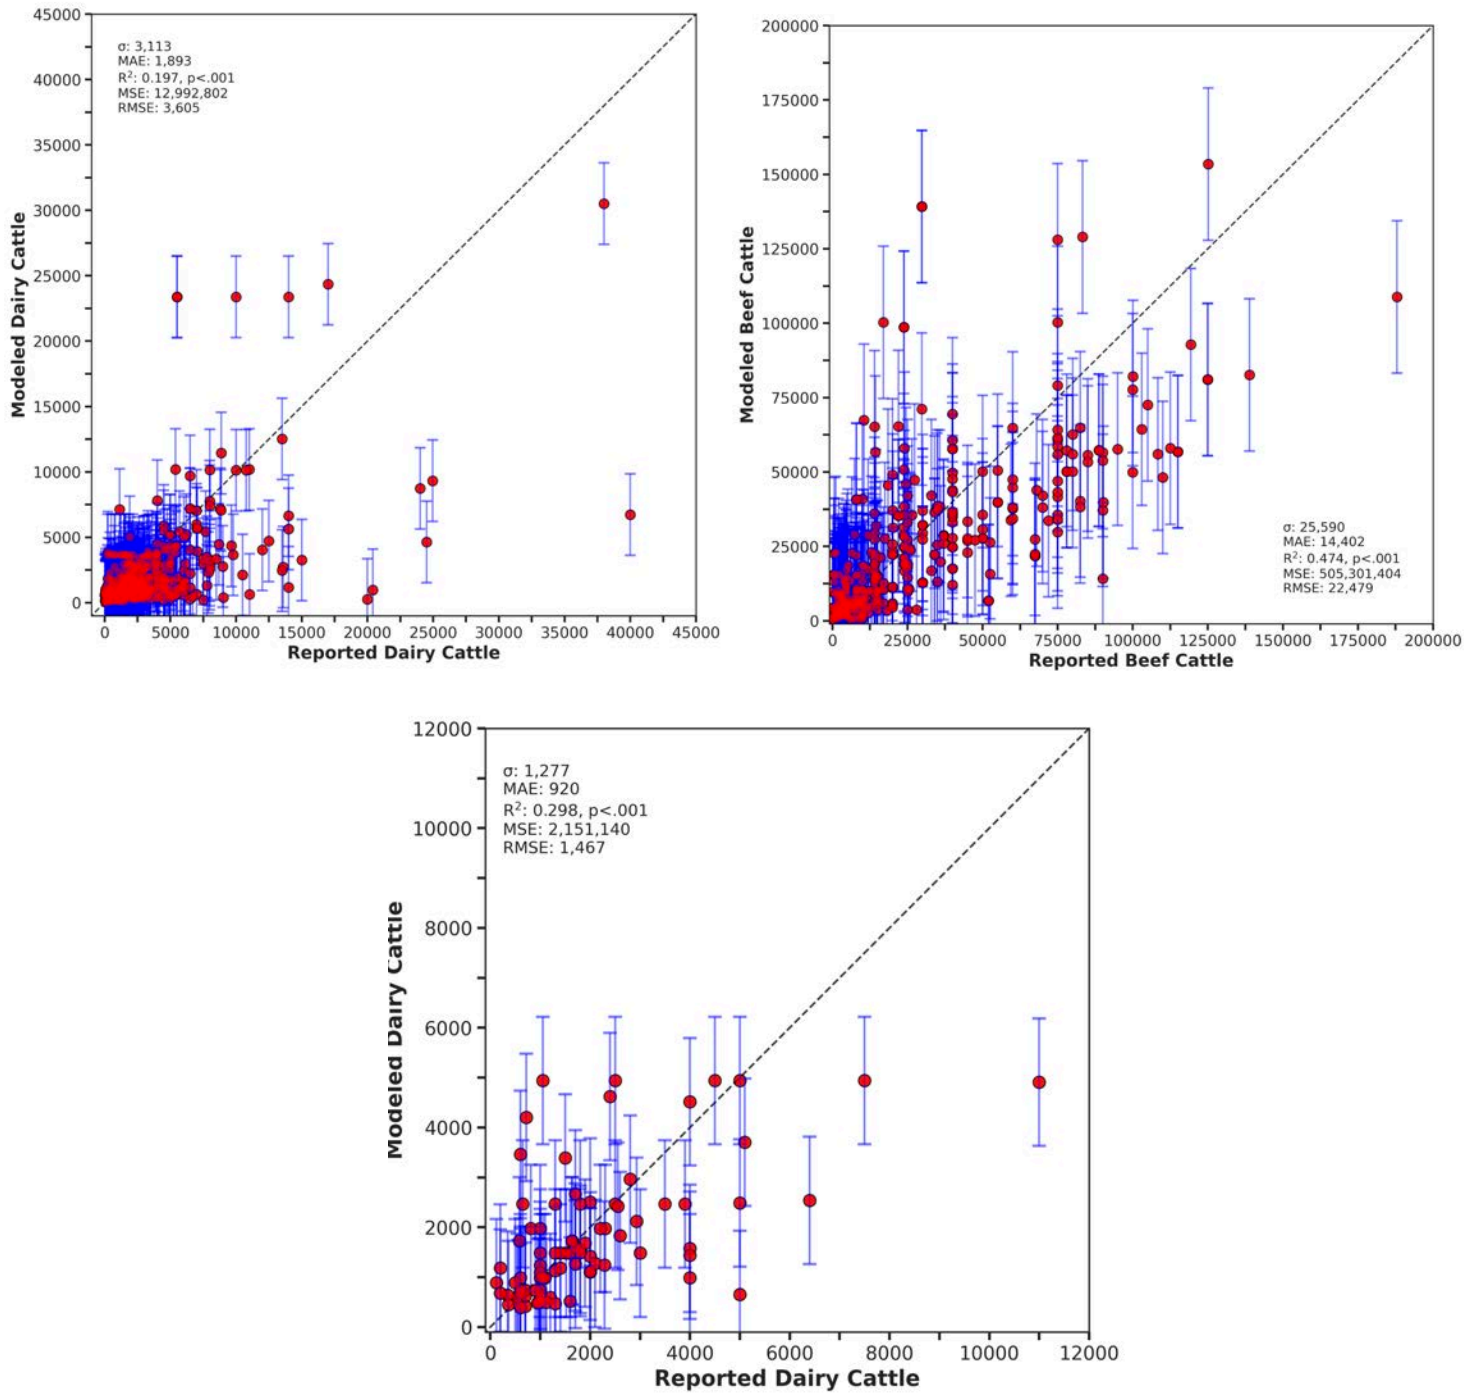 45000
40000
35000
30000
25000
20000
15000
10000
5000
0
Modeled Dairy Cattle
σ: 3,113
MAE: 1,893
R²: 0.197, p<.001
MSE: 12,992,802
RMSE: 3,605
0 5000 10000 15000 20000 25000 30000 35000 40000 45000
Reported Dairy Cattle
200000
175000
150000
125000
100000
75000
50000
25000
0
Modeled Beef Cattle
σ: 25,590
MAE: 14,402
R²: 0.474, p<.001
MSE: 505,301,404
RMSE: 22,479
0 25000 50000 75000 100000 125000 150000 175000 200000
Reported Beef Cattle
12000
10000
8000
6000
4000
2000
0
Modeled Dairy Cattle
σ: 1,277
MAE: 920
R²: 0.298, p<.001
MSE: 2,151,140
RMSE: 1,467
0 2000 4000 6000 8000 10000 12000
Reported Dairy Cattle